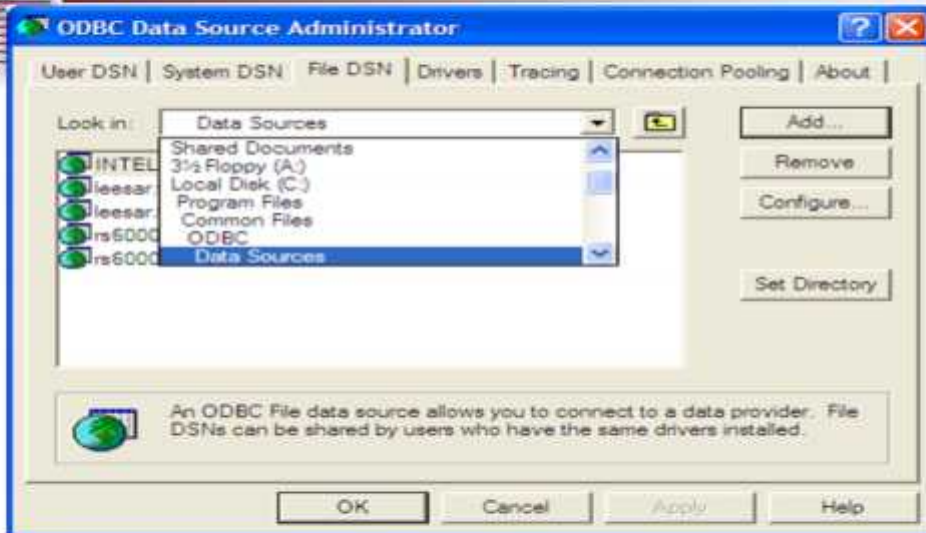 ODBC Data Source Administrator
User DSN System DSN File DSN Drivers Tracing Connection Pooling About
Look in: Data Sources Add...
Shared Documents
INTEL 3½ Floppy (A:) Remove
leesar Local Disk (C:)
Program Files Configure...
leesar. Common Files
rs6000 ODBC
rs6000 Data Sources
Set Directory
An ODBC File data source allows you to connect to a data provider. File
DSNs can be shared by users who have the same drivers installed.
OK Cancel Apply Help